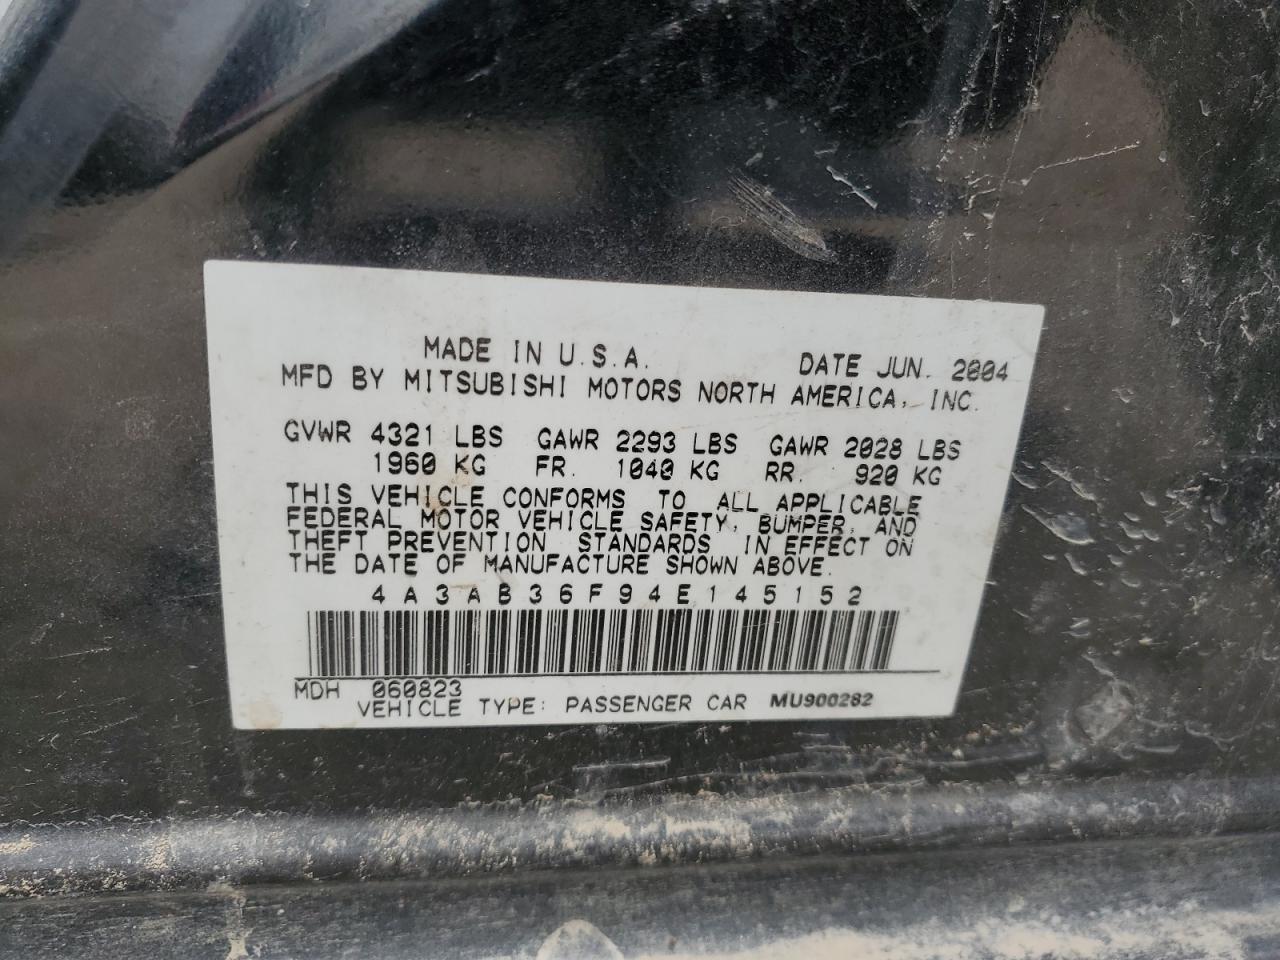 MADE IN U.S.A. DATE JUN. 2004
MFD BY MITSUBISHI MOTORS NORTH AMERICA, INC.
GVWR 4321 LBS GAWR 2293 LBS GAWR 2028 LBS
1960 KG FR. 1040 KG RR. 920 KG
THIS VEHICLE CONFORMS TO ALL APPLICABLE
FEDERAL MOTOR VEHICLE SAFETY, BUMPER, AND
THEFT PREVENTION STANDARDS IN EFFECT ON
THE DATE OF MANUFACTURE SHOWN ABOVE.
4A3AB36F94E145152
MDH 060823
VEHICLE TYPE: PASSENGER CAR MU900282